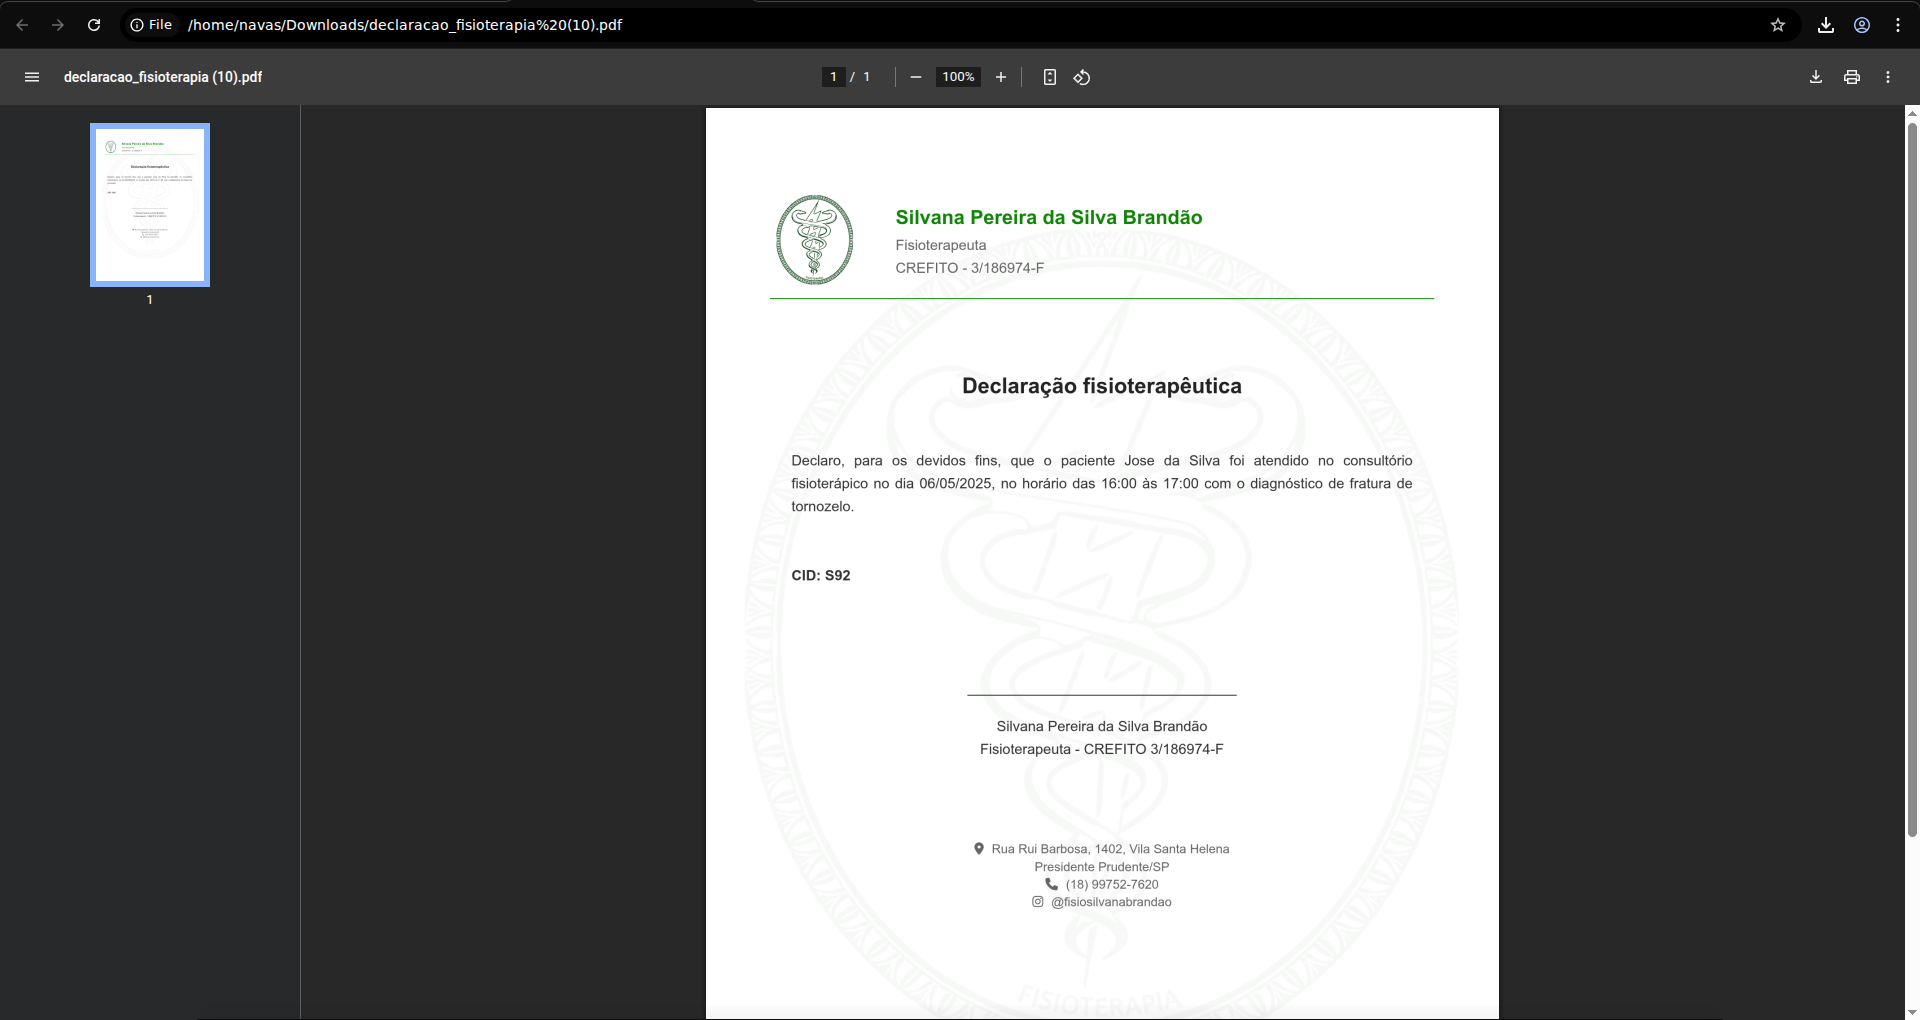 File
/home/navas/Downloads/declaracao_fisioterapia%20(10).pdf
declaracao_fisioterapia (10).pdf
1 / 1
100%
1
Silvana Pereira da Silva Brandão
Fisioterapeuta
CREFITO - 3/186974-F
Declaração fisioterapêutica
Declaro, para os devidos fins, que o paciente Jose da Silva foi atendido no consultório
fisioterápico no dia 06/05/2025, no horário das 16:00 às 17:00 com o diagnóstico de fratura de
tornozelo.
CID: S92
Silvana Pereira da Silva Brandão
Fisioterapeuta - CREFITO 3/186974-F
Rua Rui Barbosa, 1402, Vila Santa Helena
Presidente Prudente/SP
(18) 99752-7620
@fisiosilvanabrandao
FISIOTERAPIA